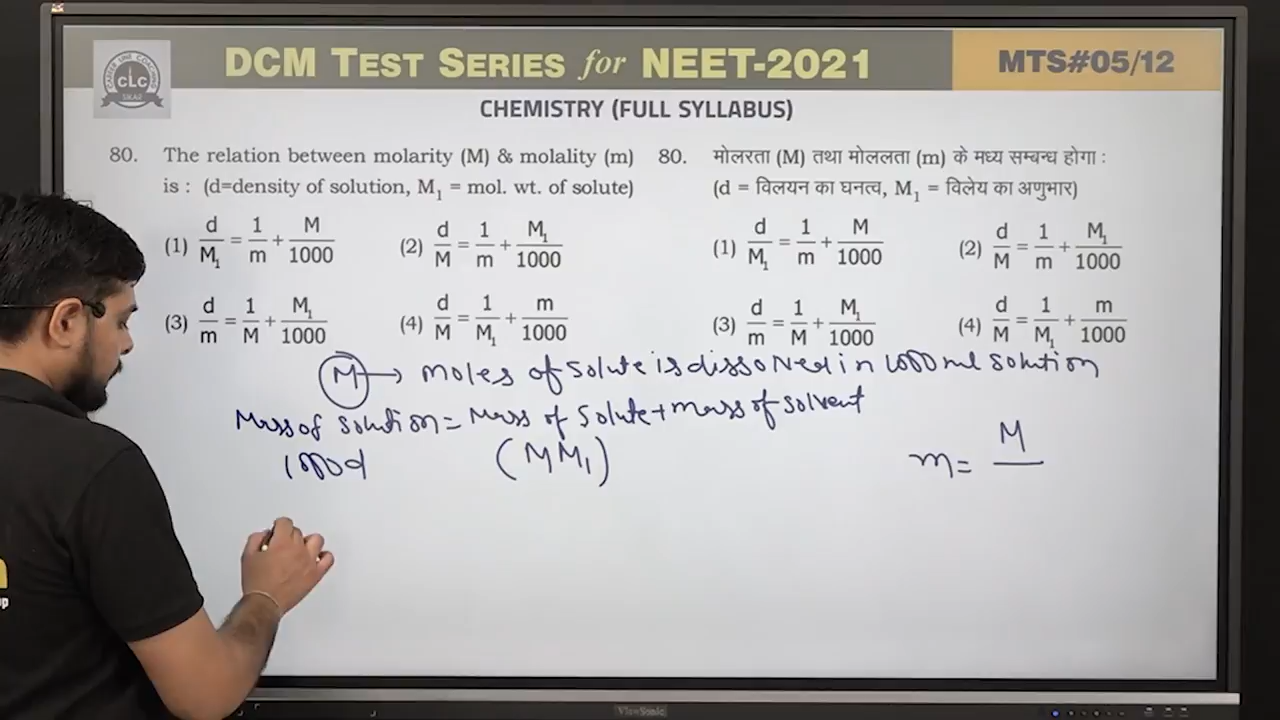 DCM TEST SERIES for NEET-2021
MTS#05/12
CLC
CHEMISTRY (FULL SYLLABUS)
80. The relation between molarity (M) & molality (m)
is : (d=density of solution, M₁ = mol. wt. of solute)
(1) d/M₁ = 1/m + M/1000 (2) d/M = 1/m + M₁/1000
(3) d/m = 1/M + M₁/1000 (4) d/M = 1/M₁ + m/1000
80. मोलरता (M) तथा मोललता (m) के मध्य सम्बन्ध होगा :
(d = विलयन का घनत्व, M₁ = विलेय का अणुभार)
(1) d/M₁ = 1/m + M/1000 (2) d/M = 1/m + M₁/1000
(3) d/m = 1/M + M₁/1000 (4) d/M = 1/M₁ + m/1000
M → moles of solute is dissolved in 1000 ml solution
Mass of solution = Mass of Solute + mass of solvent
1000d (MM₁)
m = M
ViewSonic